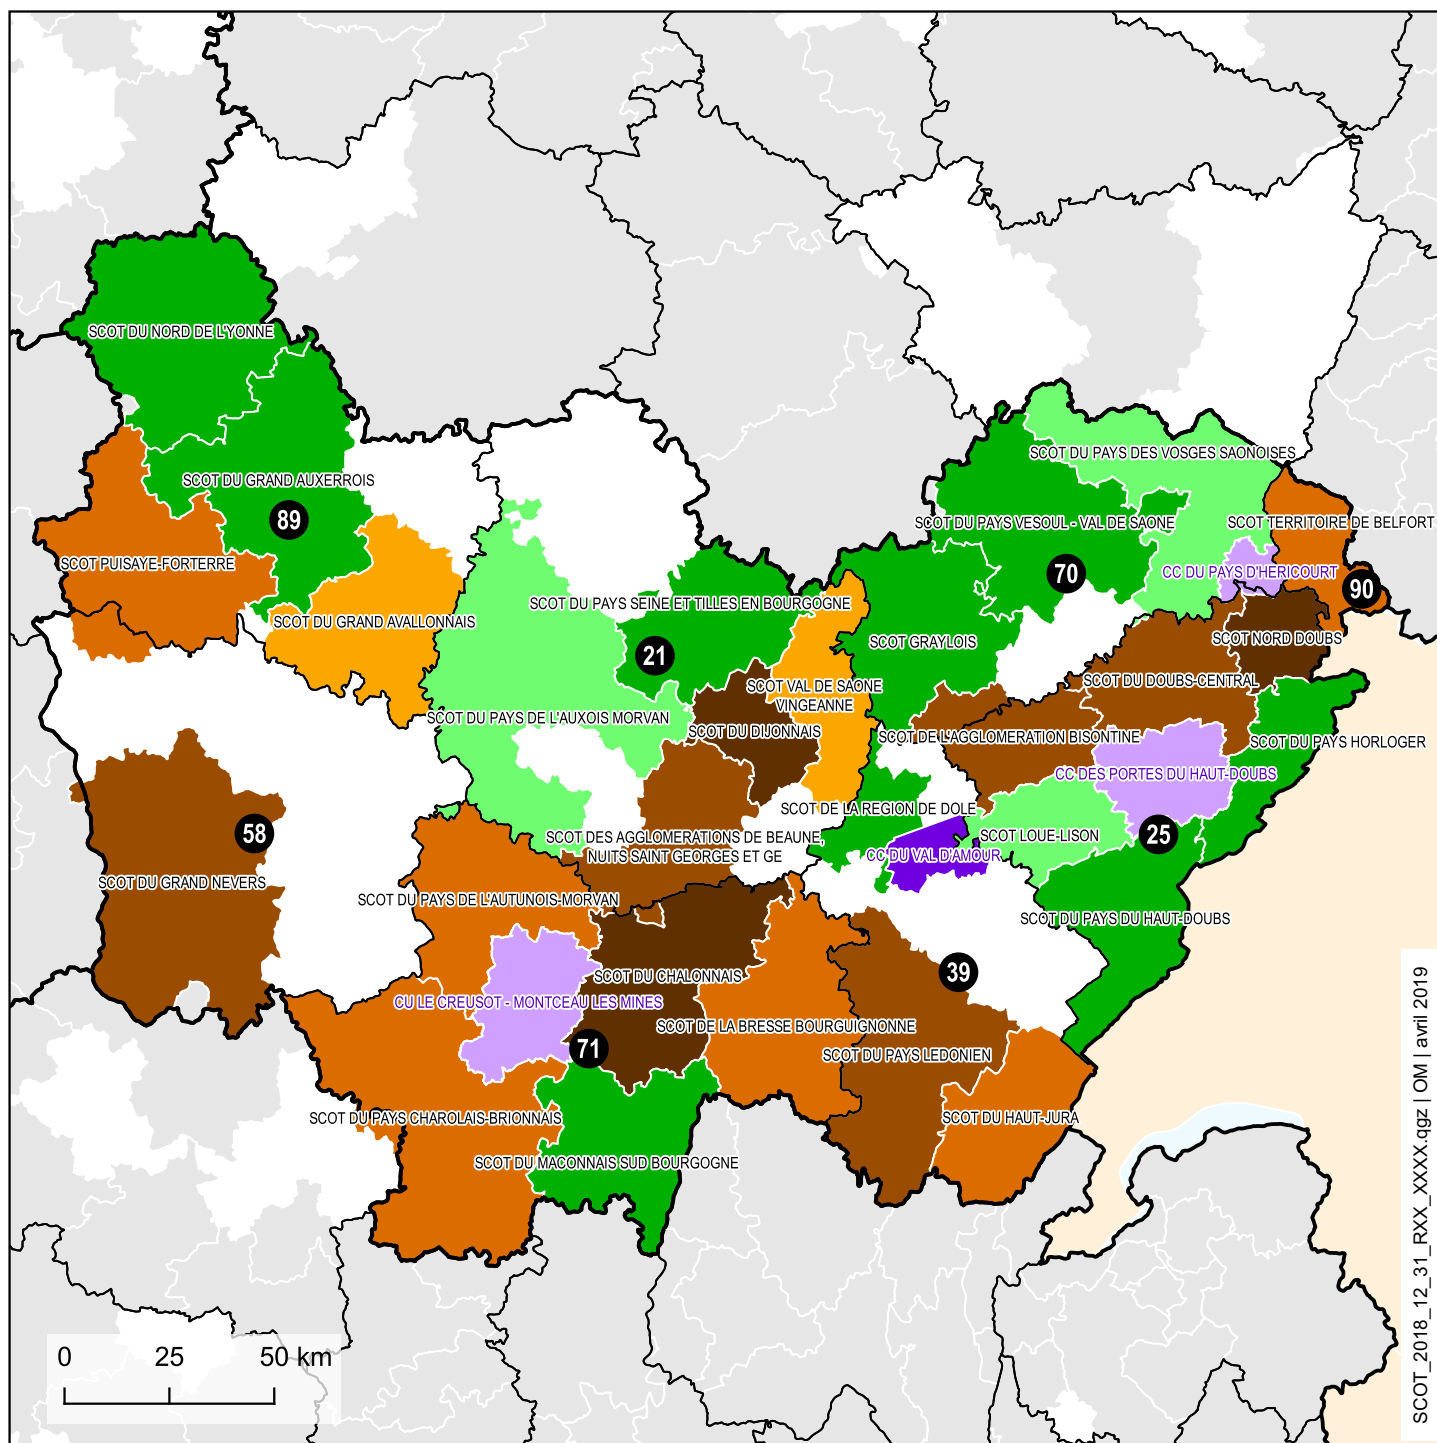 SCOT DU NORD DE L'YONNE
SCOT DU PAYS DES VOSGES SAONOISES
SCOT DU GRAND AUXERROIS
89
SCOT DU PAYS VESOUL - VAL DE SAONE
SCOT TERRITOIRE DE BELFORT
SCOT PUISAYE-FORTERRE
70
CC DU PAYS D'HERICOURT
90
SCOT DU PAYS SEINE ET TILLES EN BOURGOGNE
SCOT DU GRAND AVALLONNAIS
SCOT GRAYLOIS
SCOT NORD DOUBS
21
SCOT VAL DE SAONE
VINGEANNE
SCOT DU DOUBS-CENTRAL
SCOT DU PAYS DE L'AUXOIS MORVAN
SCOT DU DIJONNAIS
SCOT DE L'AGGLOMERATION BISONTINE
SCOT DU PAYS HORLOGER
CC DES PORTES DU HAUT-DOUBS
SCOT DE LA REGION DE DOLE
58
SCOT DES AGGLOMERATIONS DE BEAUNE,
NUITS SAINT GEORGES ET GE
SCOT LOUE-LISON
25
CC DU VAL D'AMOUR
SCOT DU GRAND NEVERS
SCOT DU PAYS DE L'AUTUNOIS-MORVAN
SCOT DU PAYS DU HAUT-DOUBS
SCOT DU CHALONNAIS
39
CU LE CREUSOT - MONTCEAU LES MINES
SCOT DE LA BRESSE BOURGUIGNONNE
71
SCOT DU PAYS LEDONIEN
SCOT DU PAYS CHAROLAIS-BRIONNAIS
SCOT DU HAUT-JURA
SCOT DU MACONNAIS SUD BOURGOGNE
0 25 50 km
SCOT_2018_12_31_RXX_XXXX.qgz | OM | avril 2019